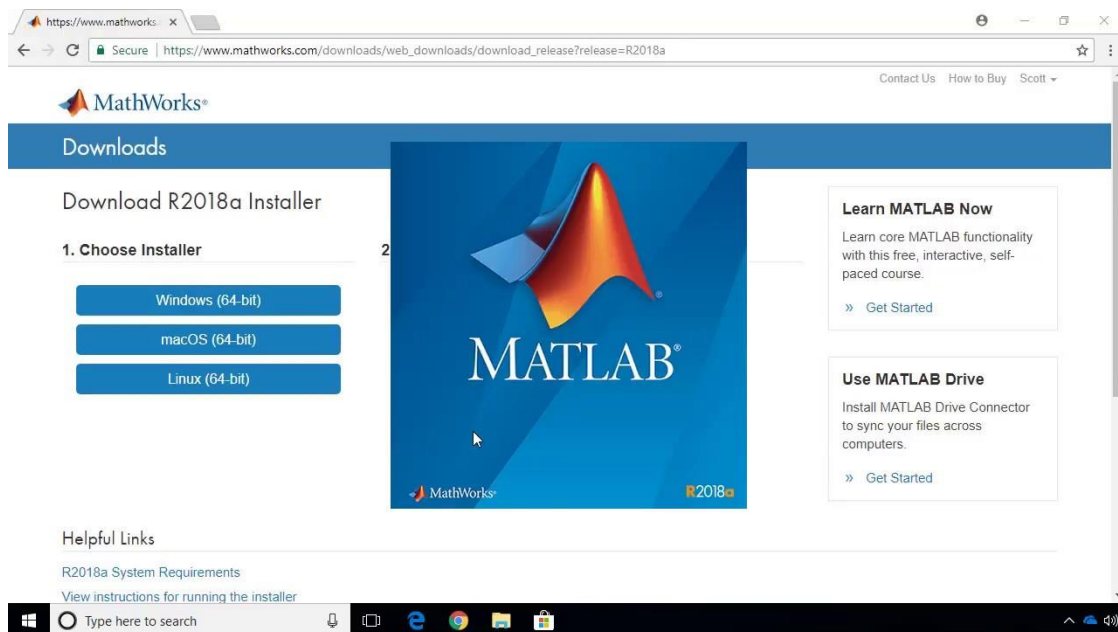 https://www.mathworks
Secure | https://www.mathworks.com/downloads/web_downloads/download_release?release=R2018a
Contact Us How to Buy Scott
MathWorks®
Downloads
Download R2018a Installer
1. Choose Installer
2
Windows (64-bit)
macOS (64-bit)
Linux (64-bit)
MATLAB®
MathWorks®
R2018a
Learn MATLAB Now
Learn core MATLAB functionality
with this free, interactive, self-
paced course.
» Get Started
Use MATLAB Drive
Install MATLAB Drive Connector
to sync your files across
computers.
» Get Started
Helpful Links
R2018a System Requirements
View instructions for running the installer
Type here to search